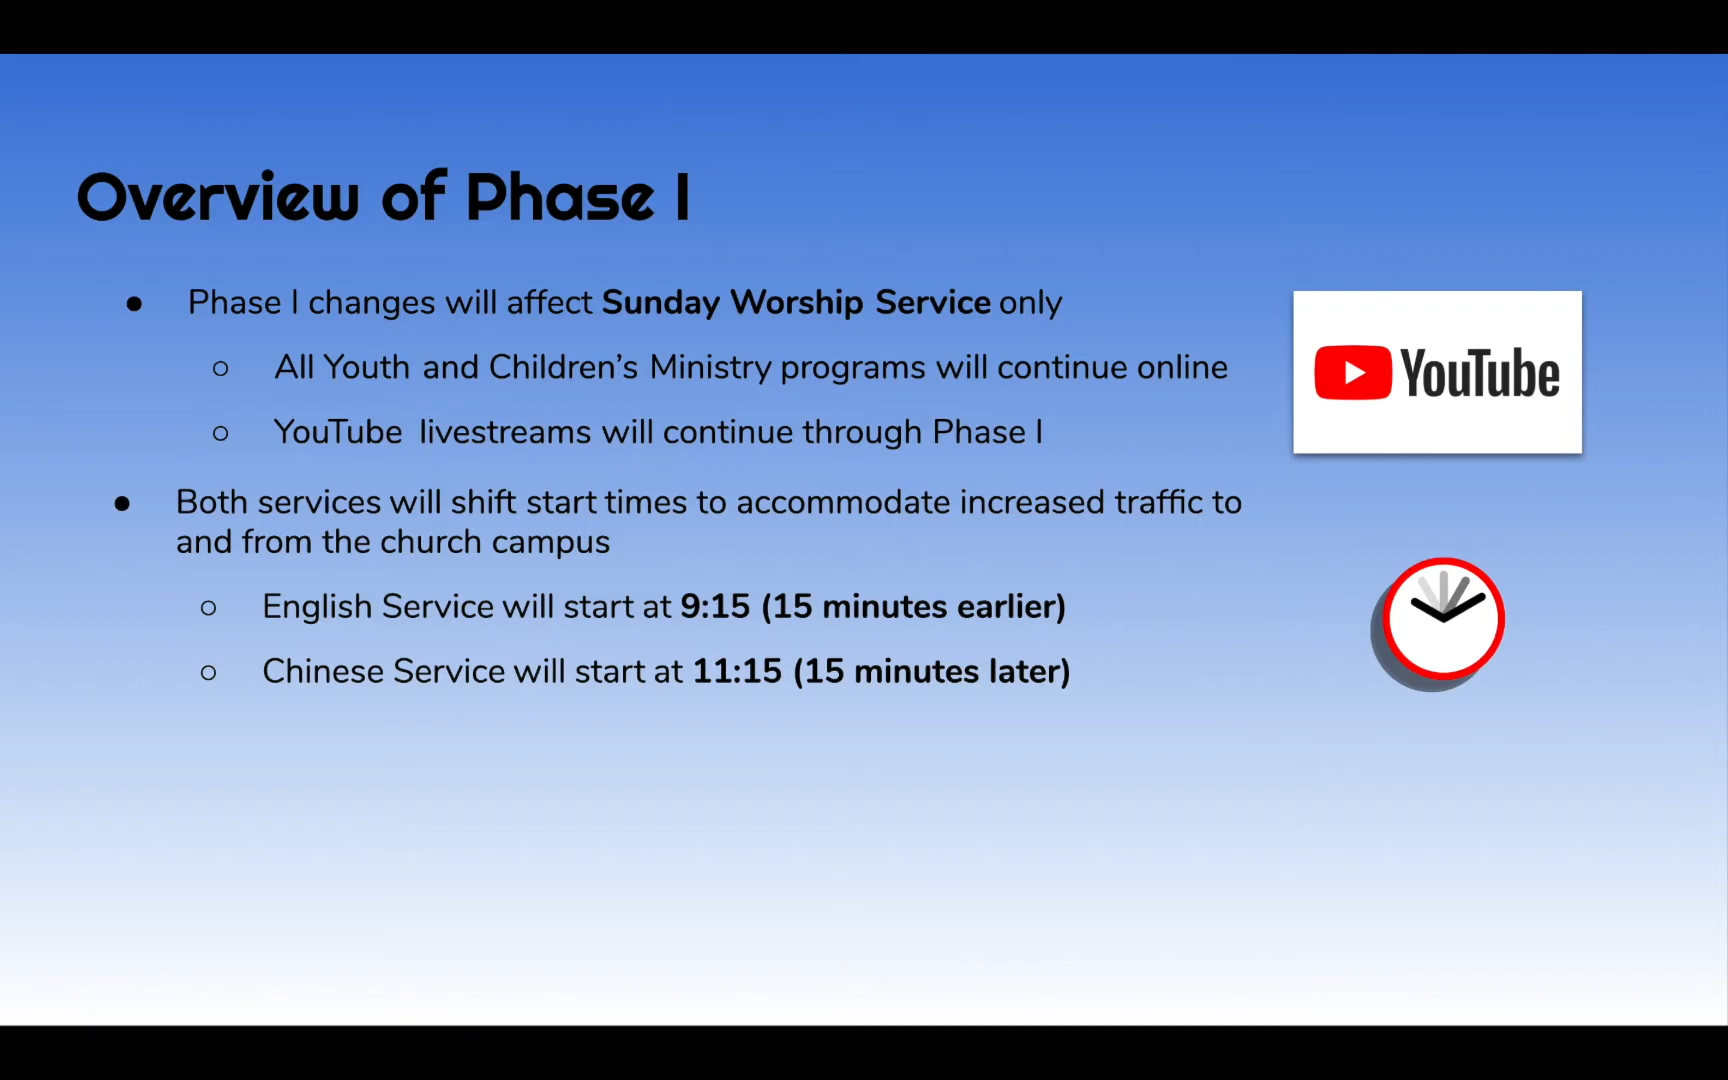 Overview of Phase I
● Phase I changes will affect Sunday Worship Service only
○ All Youth and Children’s Ministry programs will continue online
○ YouTube livestreams will continue through Phase I
YouTube
● Both services will shift start times to accommodate increased traffic to
and from the church campus
○ English Service will start at 9:15 (15 minutes earlier)
○ Chinese Service will start at 11:15 (15 minutes later)